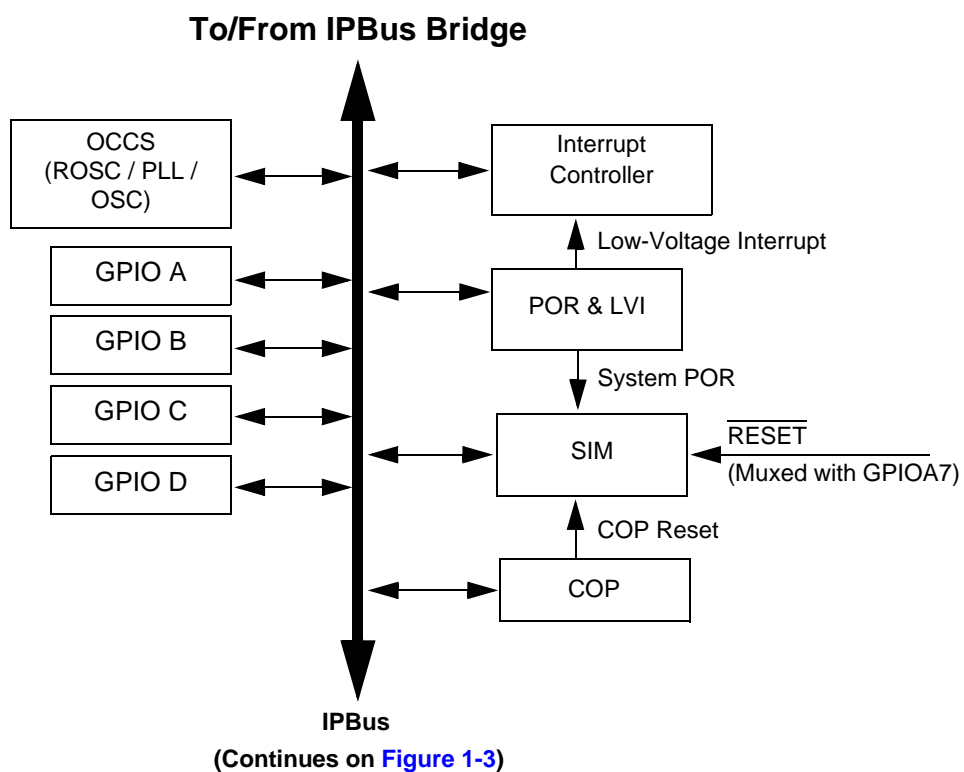 To/From IPBus Bridge
OCCS
(ROSC / PLL /
OSC)
GPIO A
GPIO B
GPIO C
GPIO D
Interrupt
Controller
Low-Voltage Interrupt
POR & LVI
System POR
SIM
RESET
(Muxed with GPIOA7)
COP Reset
COP
IPBus
(Continues on Figure 1-3)